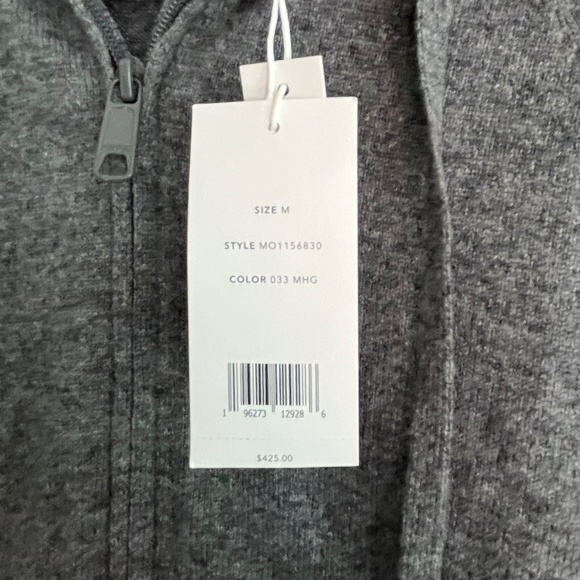 SIZE M
STYLE MO1156830
COLOR 033 MHG
1 96273 12928 6
$425.00